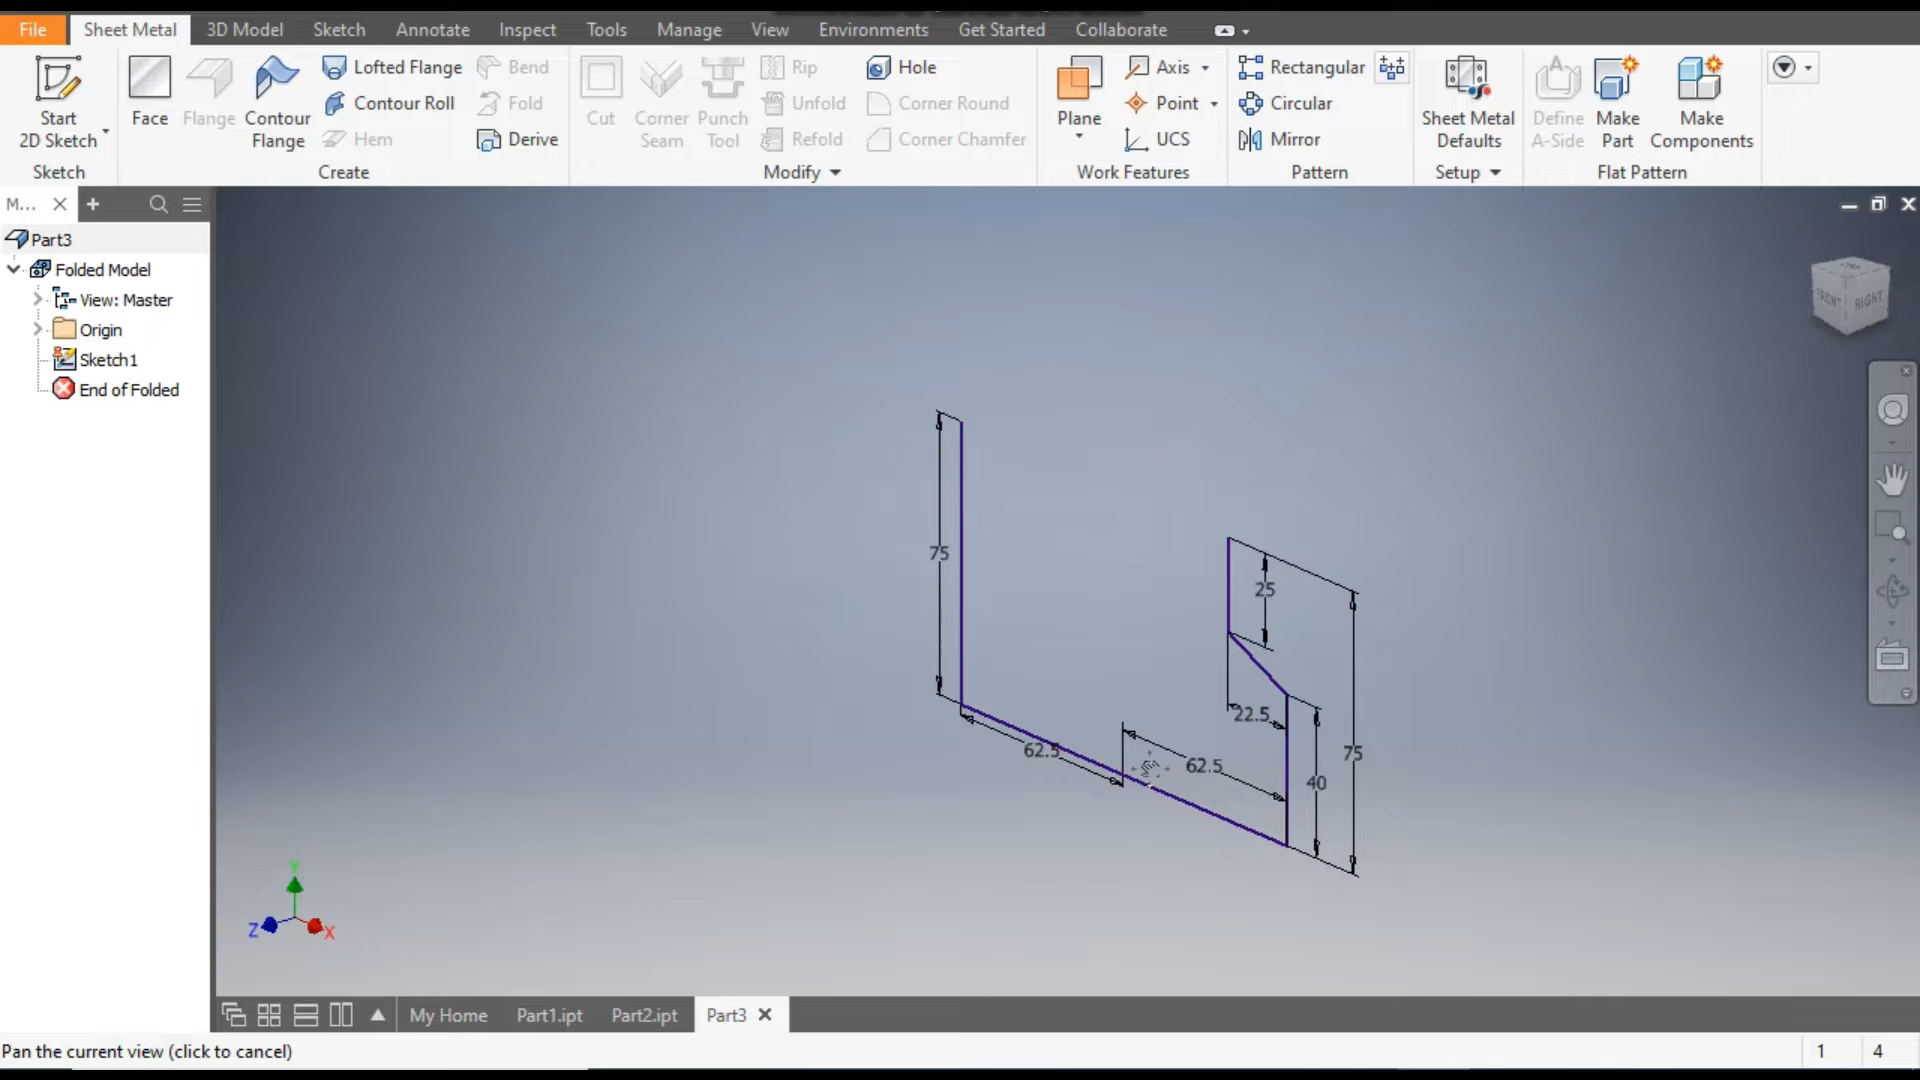 File Sheet Metal 3D Model Sketch Annotate Inspect Tools Manage View Environments Get Started Collaborate
Start
2D Sketch
Sketch
Face
Flange
Contour
Flange
Lofted Flange
Contour Roll
Hem
Bend
Fold
Derive
Create
Cut
Corner
Seam
Punch
Tool
Rip
Unfold
Refold
Hole
Corner Round
Corner Chamfer
Modify
Plane
Axis
Point
UCS
Work Features
Rectangular
Circular
Mirror
Pattern
Sheet Metal
Defaults
Setup
Define
A-Side
Make
Part
Make
Components
Flat Pattern
M...
Part3
Folded Model
View: Master
Origin
Sketch1
End of Folded
FRONT RIGHT
75
25
22.5
62.5
62.5
75
40
Y
Z
X
My Home Part1.ipt Part2.ipt Part3
Pan the current view (click to cancel)
1 4